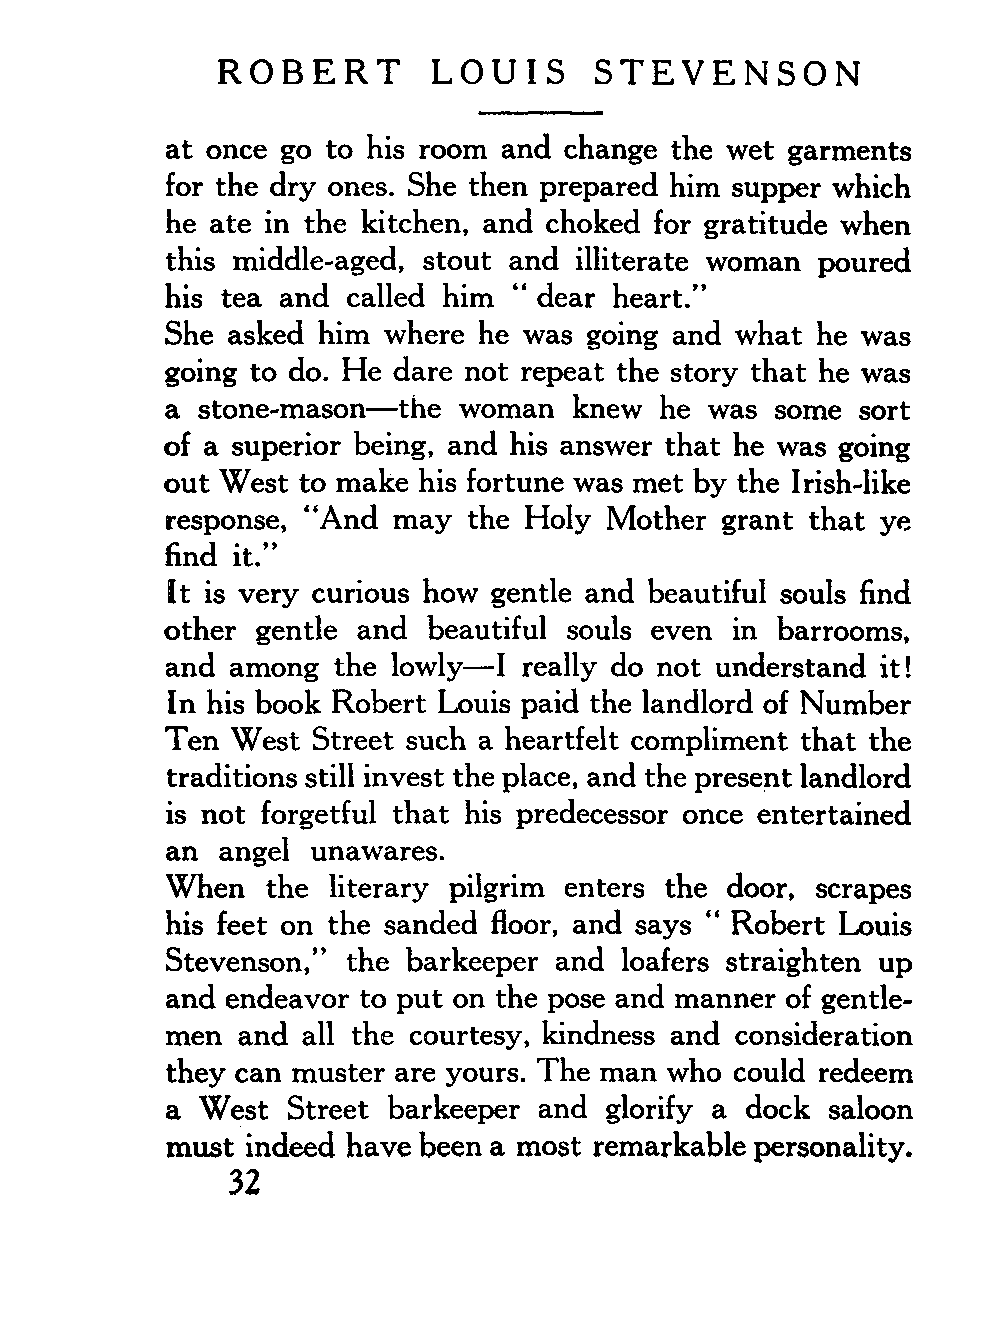 ROBERT LOUIS STEVENSON
at once go to his room and change the wet garments
for the dry ones. She then prepared him supper which
he ate in the kitchen, and choked for gratitude when
this middle-aged, stout and illiterate woman poured
his tea and called him “ dear heart.”
She asked him where he was going and what he was
going to do. He dare not repeat the story that he was
a stone-mason—the woman knew he was some sort
of a superior being, and his answer that he was going
out West to make his fortune was met by the Irish-like
response, “And may the Holy Mother grant that ye
find it.”
It is very curious how gentle and beautiful souls find
other gentle and beautiful souls even in barrooms,
and among the lowly—I really do not understand it!
In his book Robert Louis paid the landlord of Number
Ten West Street such a heartfelt compliment that the
traditions still invest the place, and the present landlord
is not forgetful that his predecessor once entertained
an angel unawares.
When the literary pilgrim enters the door, scrapes
his feet on the sanded floor, and says “ Robert Louis
Stevenson,” the barkeeper and loafers straighten up
and endeavor to put on the pose and manner of gentle-
men and all the courtesy, kindness and consideration
they can muster are yours. The man who could redeem
a West Street barkeeper and glorify a dock saloon
must indeed have been a most remarkable personality.
32